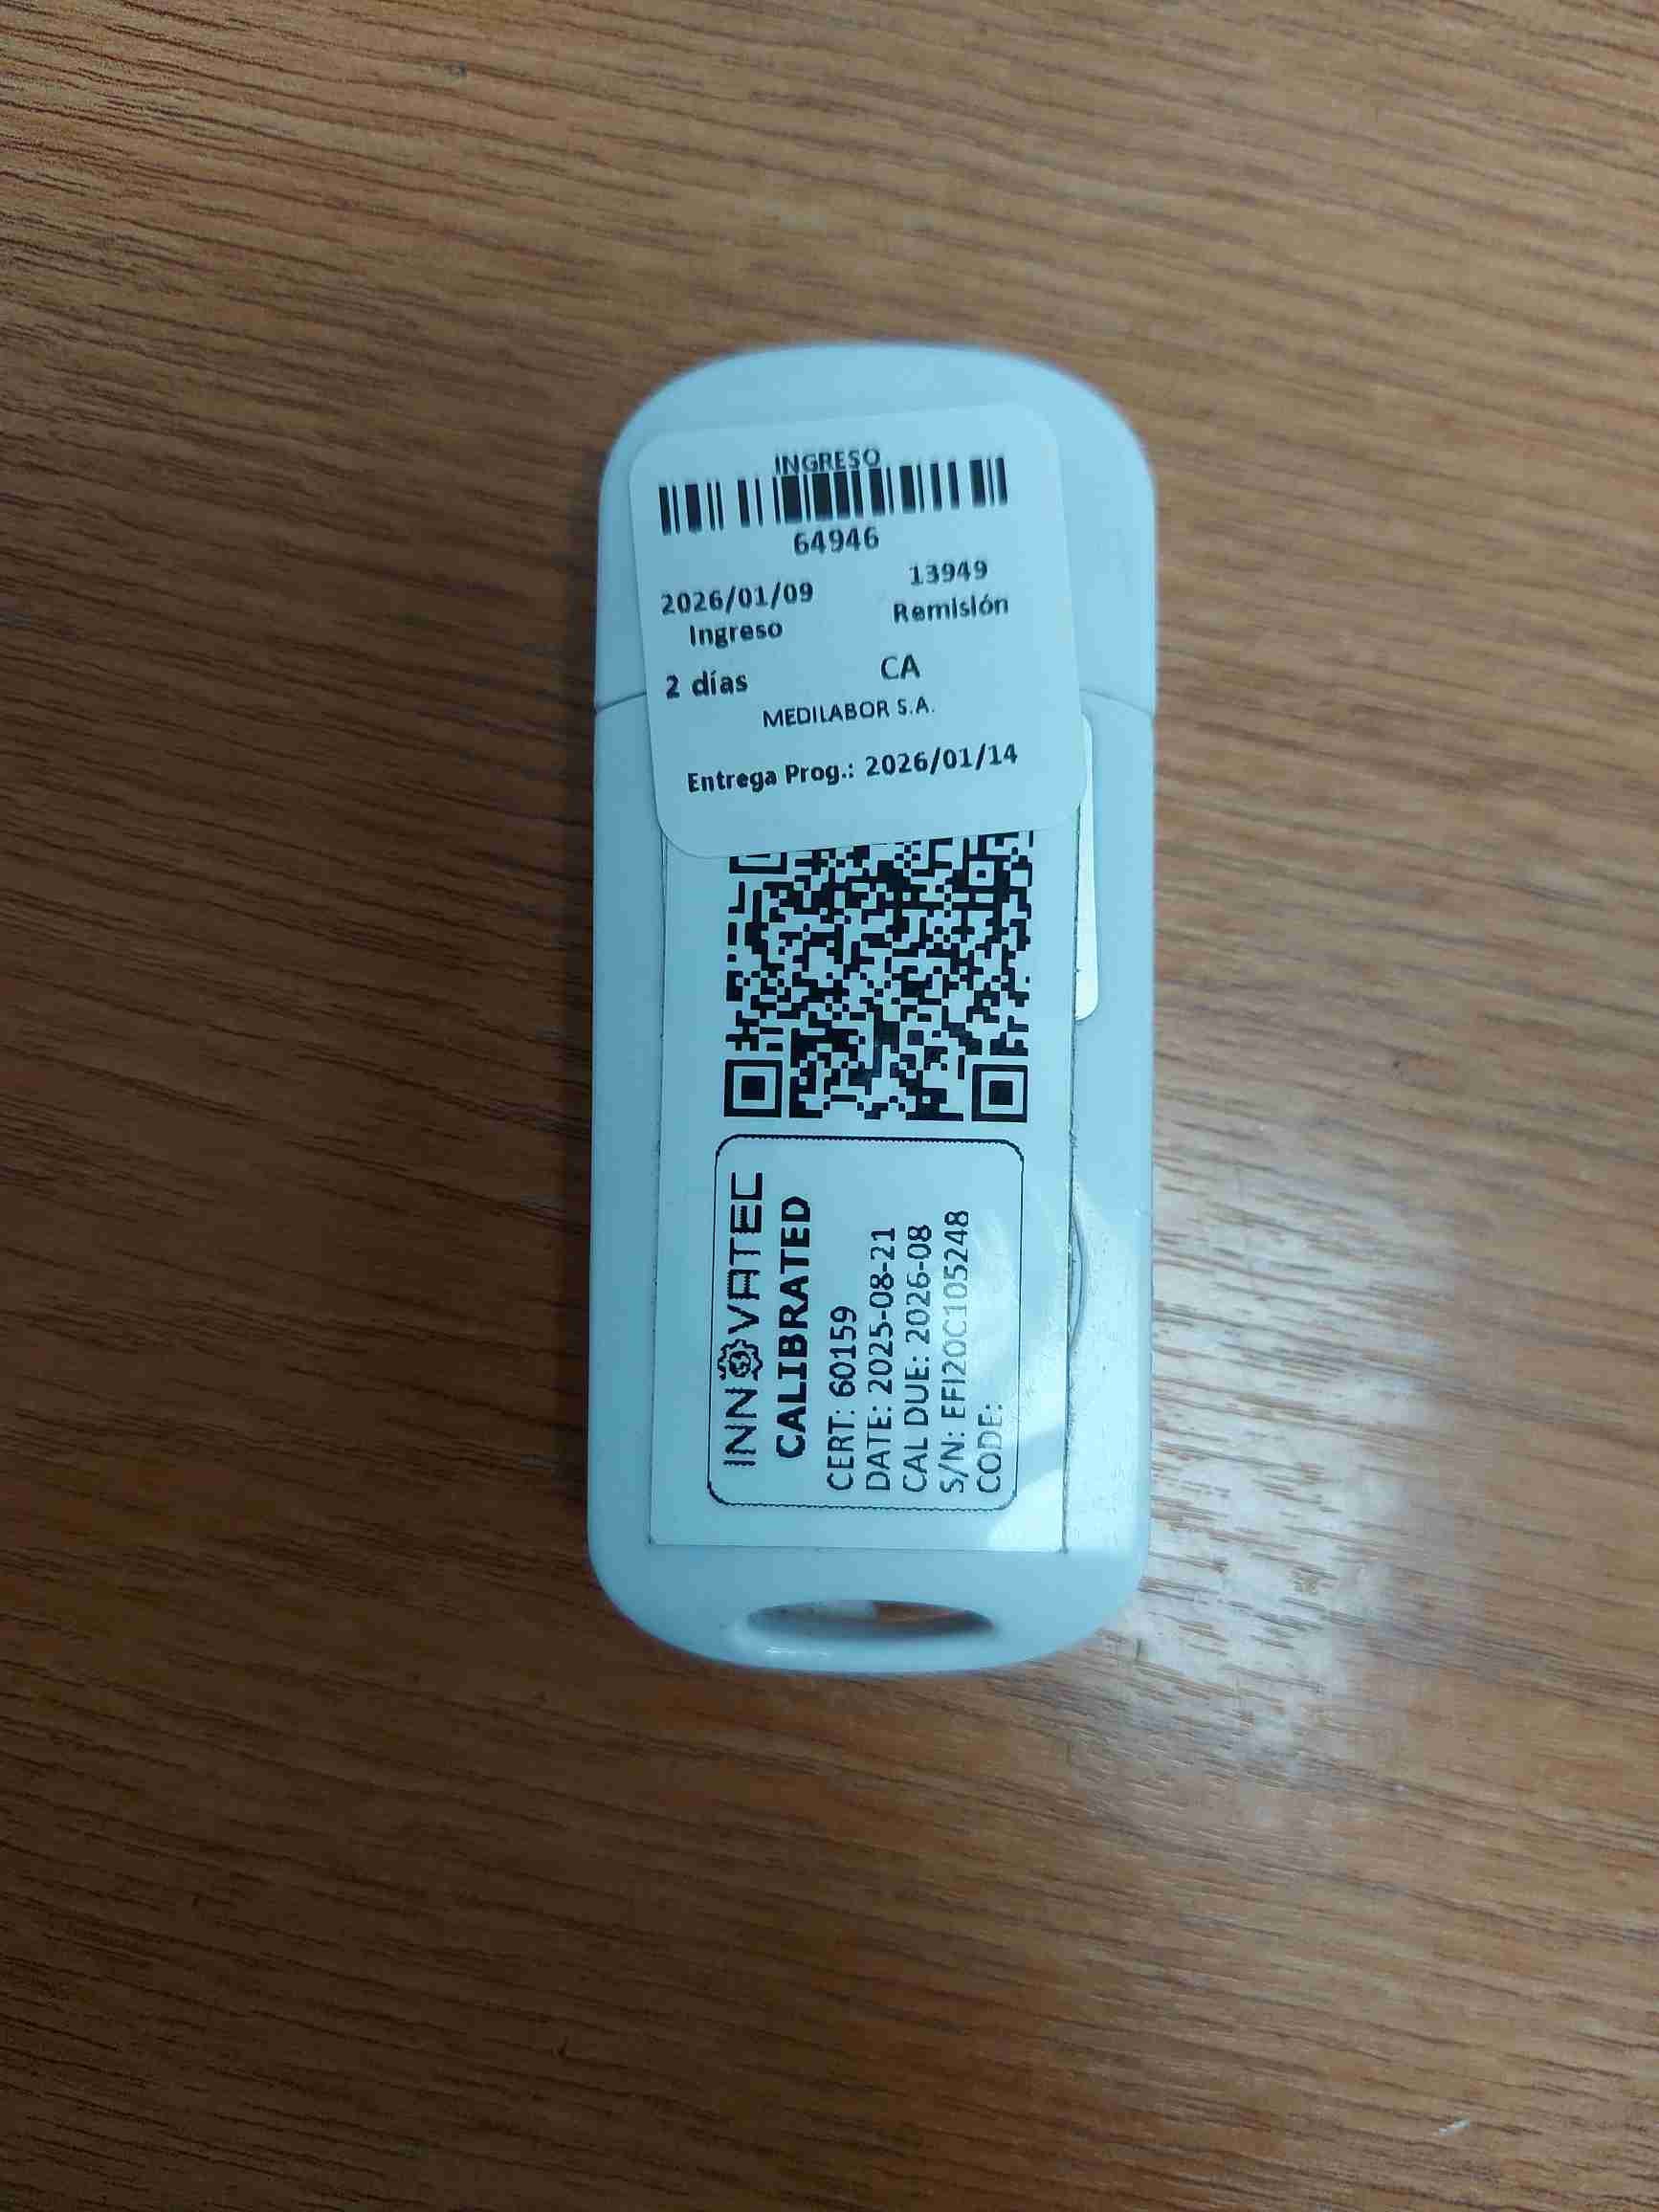 INGRESO
64946
2026/01/09 13949
Ingreso Remisión
2 días CA
MEDILABOR S.A.
Entrega Prog.: 2026/01/14
INNOVATEC
CALIBRATED
CERT: 60159
DATE: 2025-08-21
CAL DUE: 2026-08
S/N: EFI20C105248
CODE: